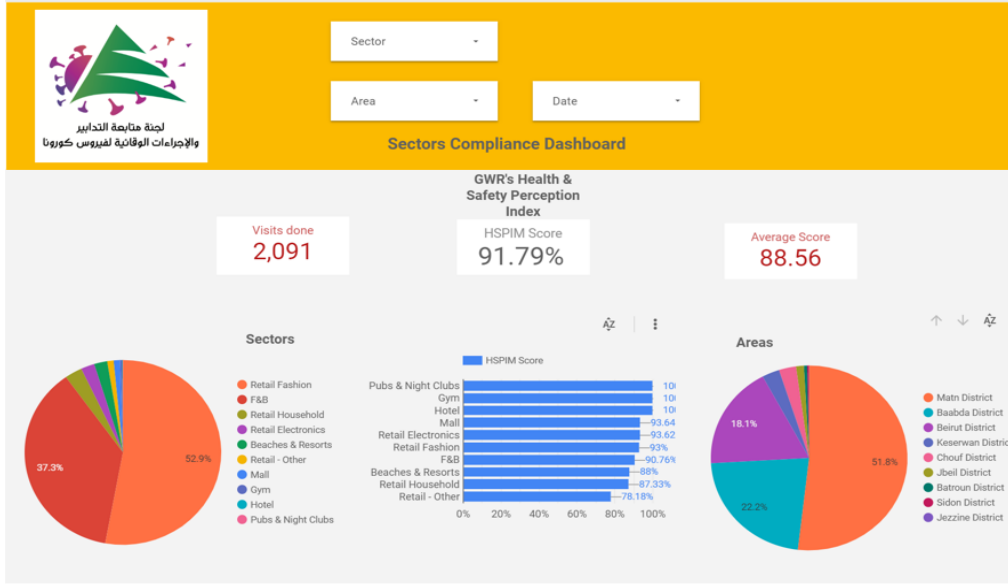 لجنة متابعة التدابير
والإجراءات الوقائية لفيروس كورونا
Sector
Area
Date
Sectors Compliance Dashboard
GWR's Health &
Safety Perception
Index
Visits done
2,091
HSPIM Score
91.79%
Average Score
88.56
Sectors
37.3%
52.9%
Retail Fashion
F&B
Retail Household
Retail Electronics
Beaches & Resorts
Retail - Other
Mall
Gym
Hotel
Pubs & Night Clubs
HSPIM Score
Pubs & Night Clubs 100
Gym 100
Hotel 100
Mall 93.64
Retail Electronics 93.62
Retail Fashion 93%
F&B 90.76%
Beaches & Resorts 88%
Retail Household 87.33%
Retail - Other 78.18%
0% 20% 40% 60% 80% 100%
Areas
18.1%
51.8%
22.2%
Matn District
Baabda District
Beirut District
Keserwan Distric
Chouf District
Jbeil District
Batroun District
Sidon District
Jezzine District